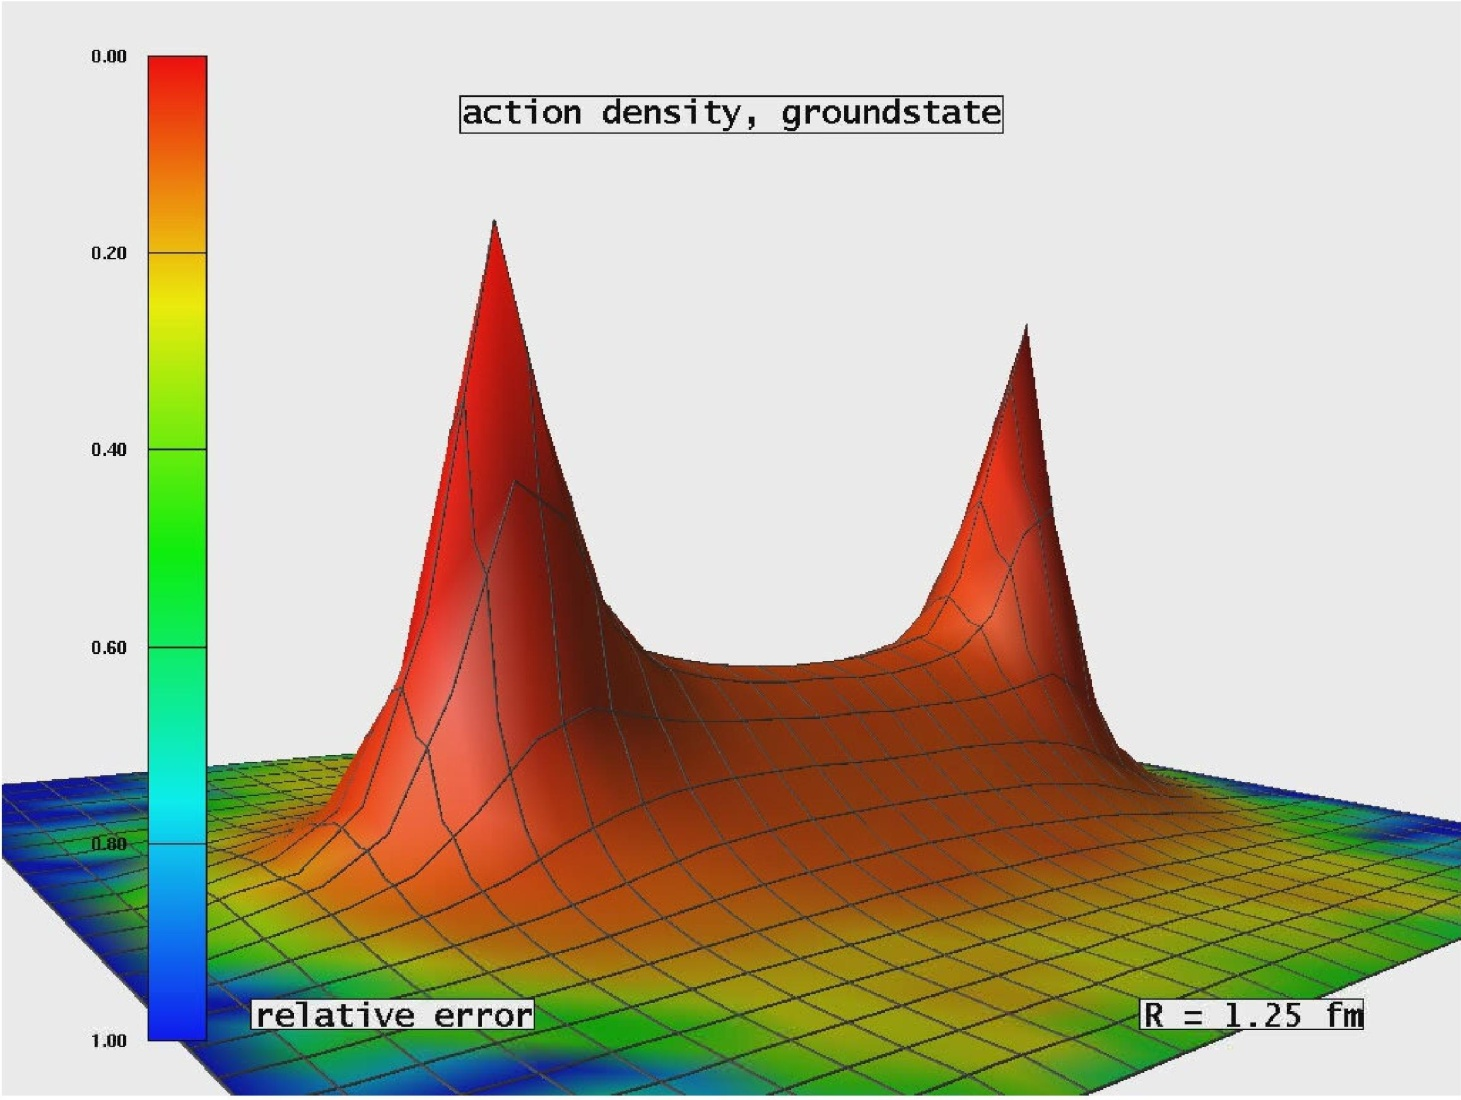 0.00
action density, groundstate
0.20
0.40
0.60
0.80
relative error
R = 1.25 fm
1.00